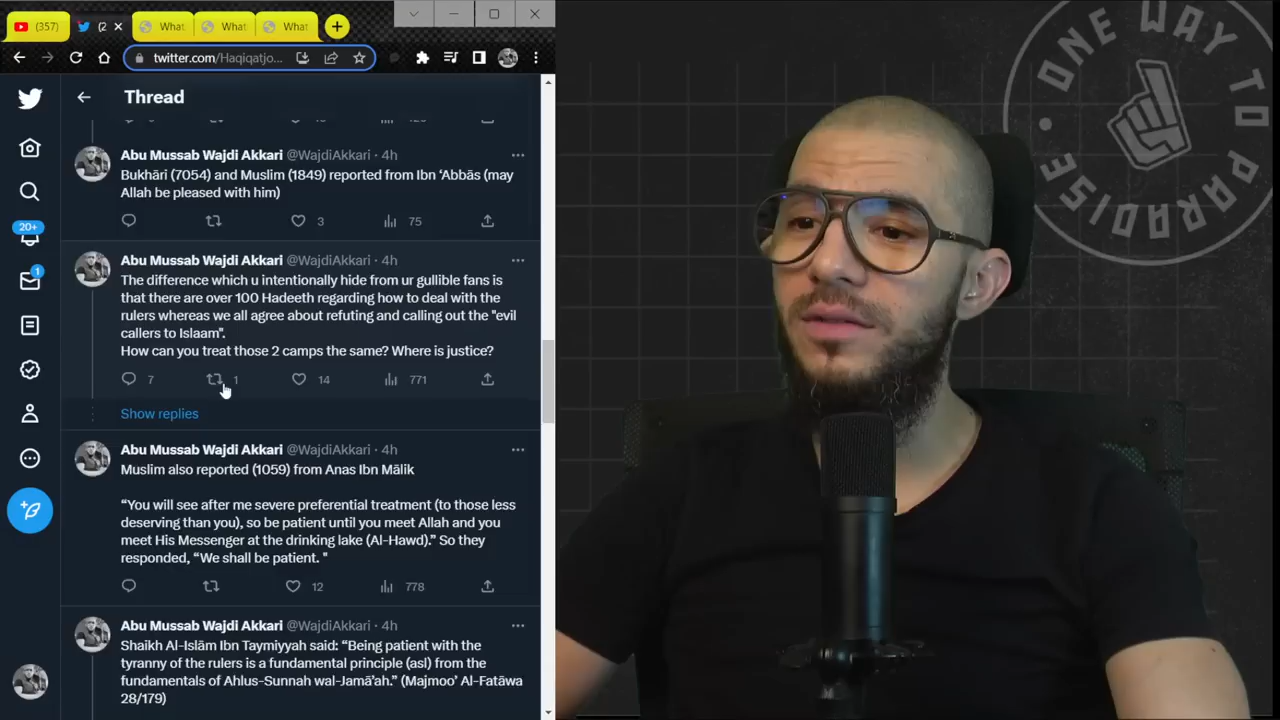 (357)
(2
What
What
What
twitter.com/Haqiqatjo...
Thread
Abu Mussab Wajdi Akkari @WajdiAkkari · 4h
Bukhāri (7054) and Muslim (1849) reported from Ibn ‘Abbās (may
Allah be pleased with him)
3 75
Abu Mussab Wajdi Akkari @WajdiAkkari · 4h
The difference which u intentionally hide from ur gullible fans is
that there are over 100 Hadeeth regarding how to deal with the
rulers whereas we all agree about refuting and calling out the "evil
callers to Islaam".
How can you treat those 2 camps the same? Where is justice?
7 1 14 771
Show replies
Abu Mussab Wajdi Akkari @WajdiAkkari · 4h
Muslim also reported (1059) from Anas Ibn Mālik
“You will see after me severe preferential treatment (to those less
deserving than you), so be patient until you meet Allah and you
meet His Messenger at the drinking lake (Al-Hawd).” So they
responded, “We shall be patient. "
12 778
Abu Mussab Wajdi Akkari @WajdiAkkari · 4h
Shaikh Al-Islām Ibn Taymiyyah said: “Being patient with the
tyranny of the rulers is a fundamental principle (asl) from the
fundamentals of Ahlus-Sunnah wal-Jamā’ah.” (Majmoo’ Al-Fatāwa
28/179)
20+
1
ONE WAY TO PARADISE